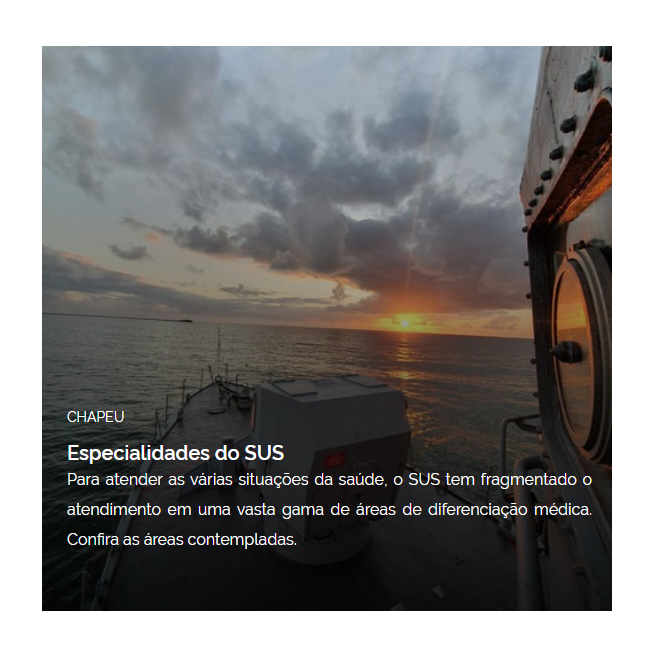 CHAPEU
Especialidades do SUS
Para atender as várias situações da saúde, o SUS tem fragmentado o
atendimento em uma vasta gama de áreas de diferenciação médica.
Confira as áreas contempladas.